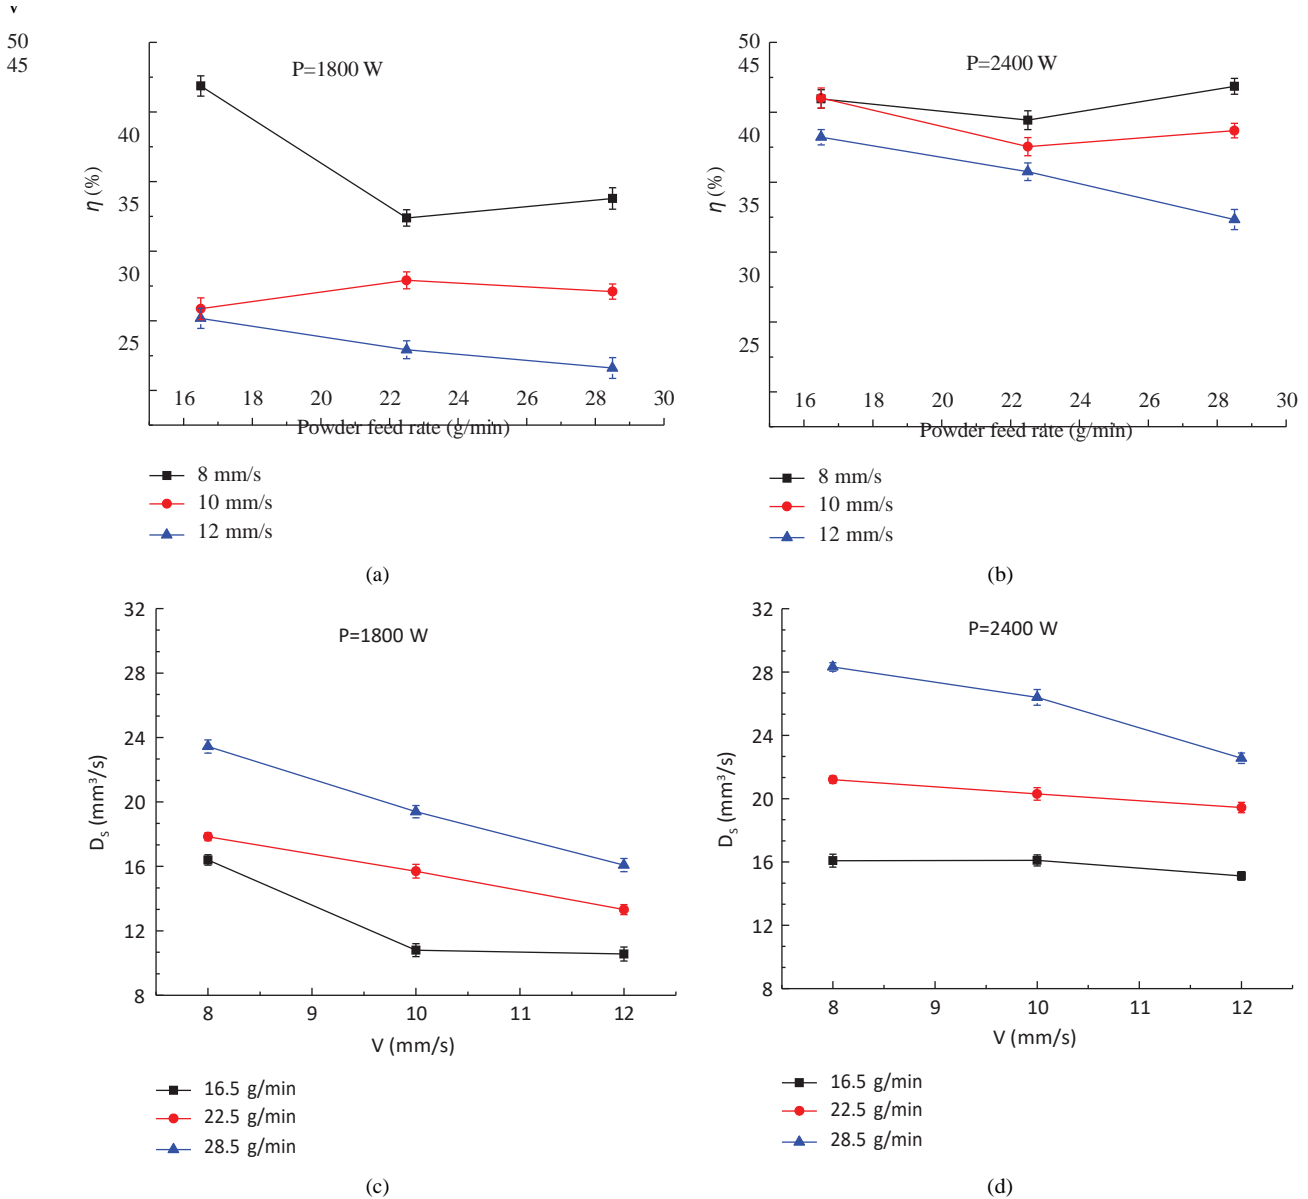 v
50
45
P=1800 W
40
35
30
25
η (%)
16 18 20 22 24 26 28 30
Powder feed rate (g/min)
8 mm/s
10 mm/s
12 mm/s
(a)
50
45
P=2400 W
40
35
30
25
η (%)
16 18 20 22 24 26 28 30
Powder feed rate (g/min)
8 mm/s
10 mm/s
12 mm/s
(b)
32
28
24
20
16
12
8
P=1800 W
Dₛ (mm³/s)
8 9 10 11 12
V (mm/s)
16.5 g/min
22.5 g/min
28.5 g/min
(c)
32
28
24
20
16
12
8
P=2400 W
Dₛ (mm³/s)
8 9 10 11 12
V (mm/s)
16.5 g/min
22.5 g/min
28.5 g/min
(d)